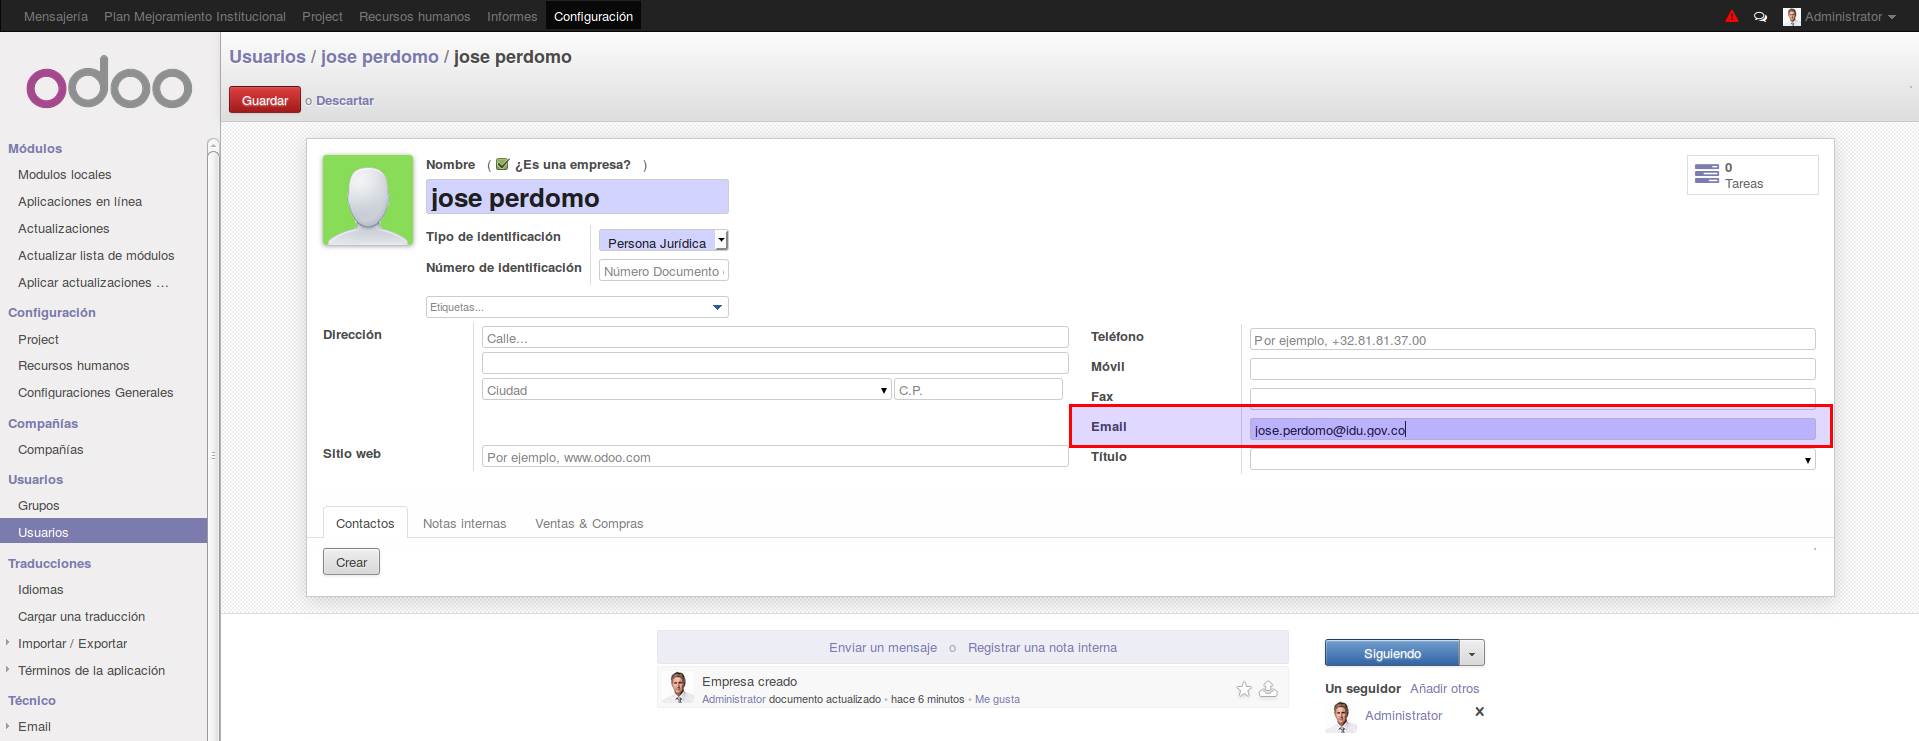 Mensajería Plan Mejoramiento Institucional Project Recursos humanos Informes Configuración Administrator
odoo
Usuarios / jose perdomo / jose perdomo
Guardar o Descartar
Módulos
Modulos locales
Aplicaciones en línea
Actualizaciones
Actualizar lista de módulos
Aplicar actualizaciones …
Configuración
Project
Recursos humanos
Configuraciones Generales
Compañías
Compañías
Usuarios
Grupos
Usuarios
Traducciones
Idiomas
Cargar una traducción
Importar / Exportar
Términos de la aplicación
Técnico
Email
Nombre ( ¿Es una empresa? )
jose perdomo
0
Tareas
Tipo de Identificación Persona Jurídica
Número de identificación Número Documento
Etiquetas...
Dirección Calle...
Ciudad C.P.
Sitio web Por ejemplo, www.odoo.com
Teléfono Por ejemplo, +32.81.81.37.00
Móvil
Fax
Email jose.perdomo@idu.gov.co
Título
Contactos Notas internas Ventas & Compras
Crear
Enviar un mensaje o Registrar una nota interna
Empresa creado
Administrator documento actualizado • hace 6 minutos • Me gusta
Siguiendo
Un seguidor Añadir otros
Administrator X